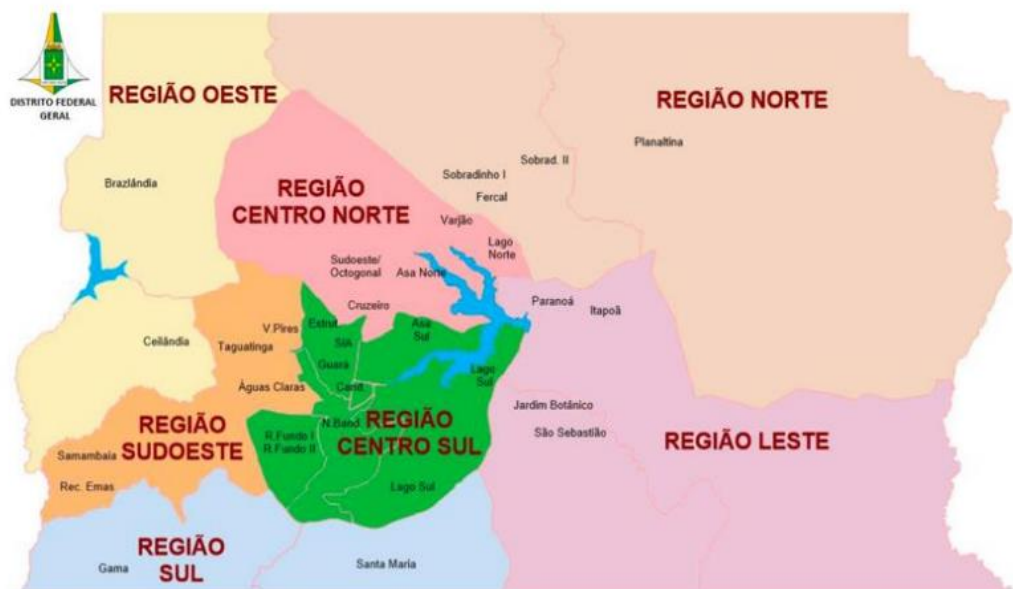 DISTRITO FEDERAL
GERAL
REGIÃO OESTE
Brazlândia
Ceilândia
REGIÃO NORTE
Planaltina
Sobrad. II
Sobradinho I
Fercal
REGIÃO
CENTRO NORTE
Varjão
Lago
Norte
Sudoeste/
Octogonal
Asa Norte
Cruzeiro
Paranoá
Itapoã
Jardim Botânico
São Sebastião
REGIÃO LESTE
V.Pires
Taguatinga
Águas Claras
REGIÃO
SUDOESTE
Samambaia
Rec. Emas
Estrut
SIA
Guará
Cand
Asa
Sul
Lago
Sul
N.Band
R.Fundo I
R.Fundo II
REGIÃO
CENTRO SUL
Lago Sul
REGIÃO
SUL
Gama
Santa Maria